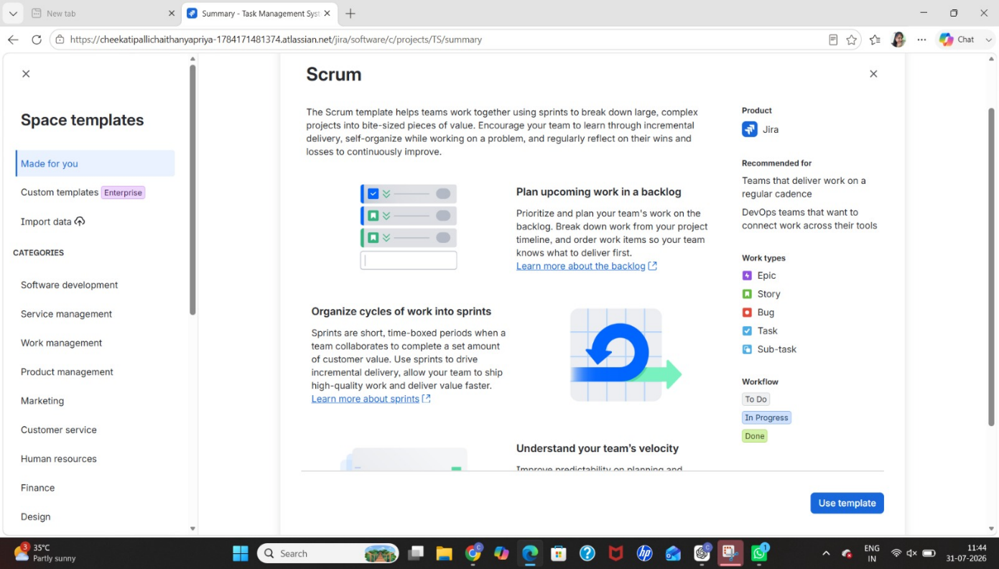 New tab
Summary - Task Management Syst
https://cheekatipallichaithanyapriya-1784171481374.atlassian.net/jira/software/c/projects/TS/summary
Chat
Space templates
Made for you
Custom templates Enterprise
Import data
CATEGORIES
Software development
Service management
Work management
Product management
Marketing
Customer service
Human resources
Finance
Design
Scrum
The Scrum template helps teams work together using sprints to break down large, complex
projects into bite-sized pieces of value. Encourage your team to learn through incremental
delivery, self-organize while working on a problem, and regularly reflect on their wins and
losses to continuously improve.
Plan upcoming work in a backlog
Prioritize and plan your team's work on the
backlog. Break down work from your project
timeline, and order work items so your team
knows what to deliver first.
Learn more about the backlog
Organize cycles of work into sprints
Sprints are short, time-boxed periods when a
team collaborates to complete a set amount
of customer value. Use sprints to drive
incremental delivery, allow your team to ship
high-quality work and deliver value faster.
Learn more about sprints
Understand your team's velocity
Improve predictability on planning and
Product
Jira
Recommended for
Teams that deliver work on a
regular cadence
DevOps teams that want to
connect work across their tools
Work types
Epic
Story
Bug
Task
Sub-task
Workflow
To Do
In Progress
Done
Use template
3
35°C
Partly sunny
Search
C
hp
C
1
ENG
IN
11:44
31-07-2026